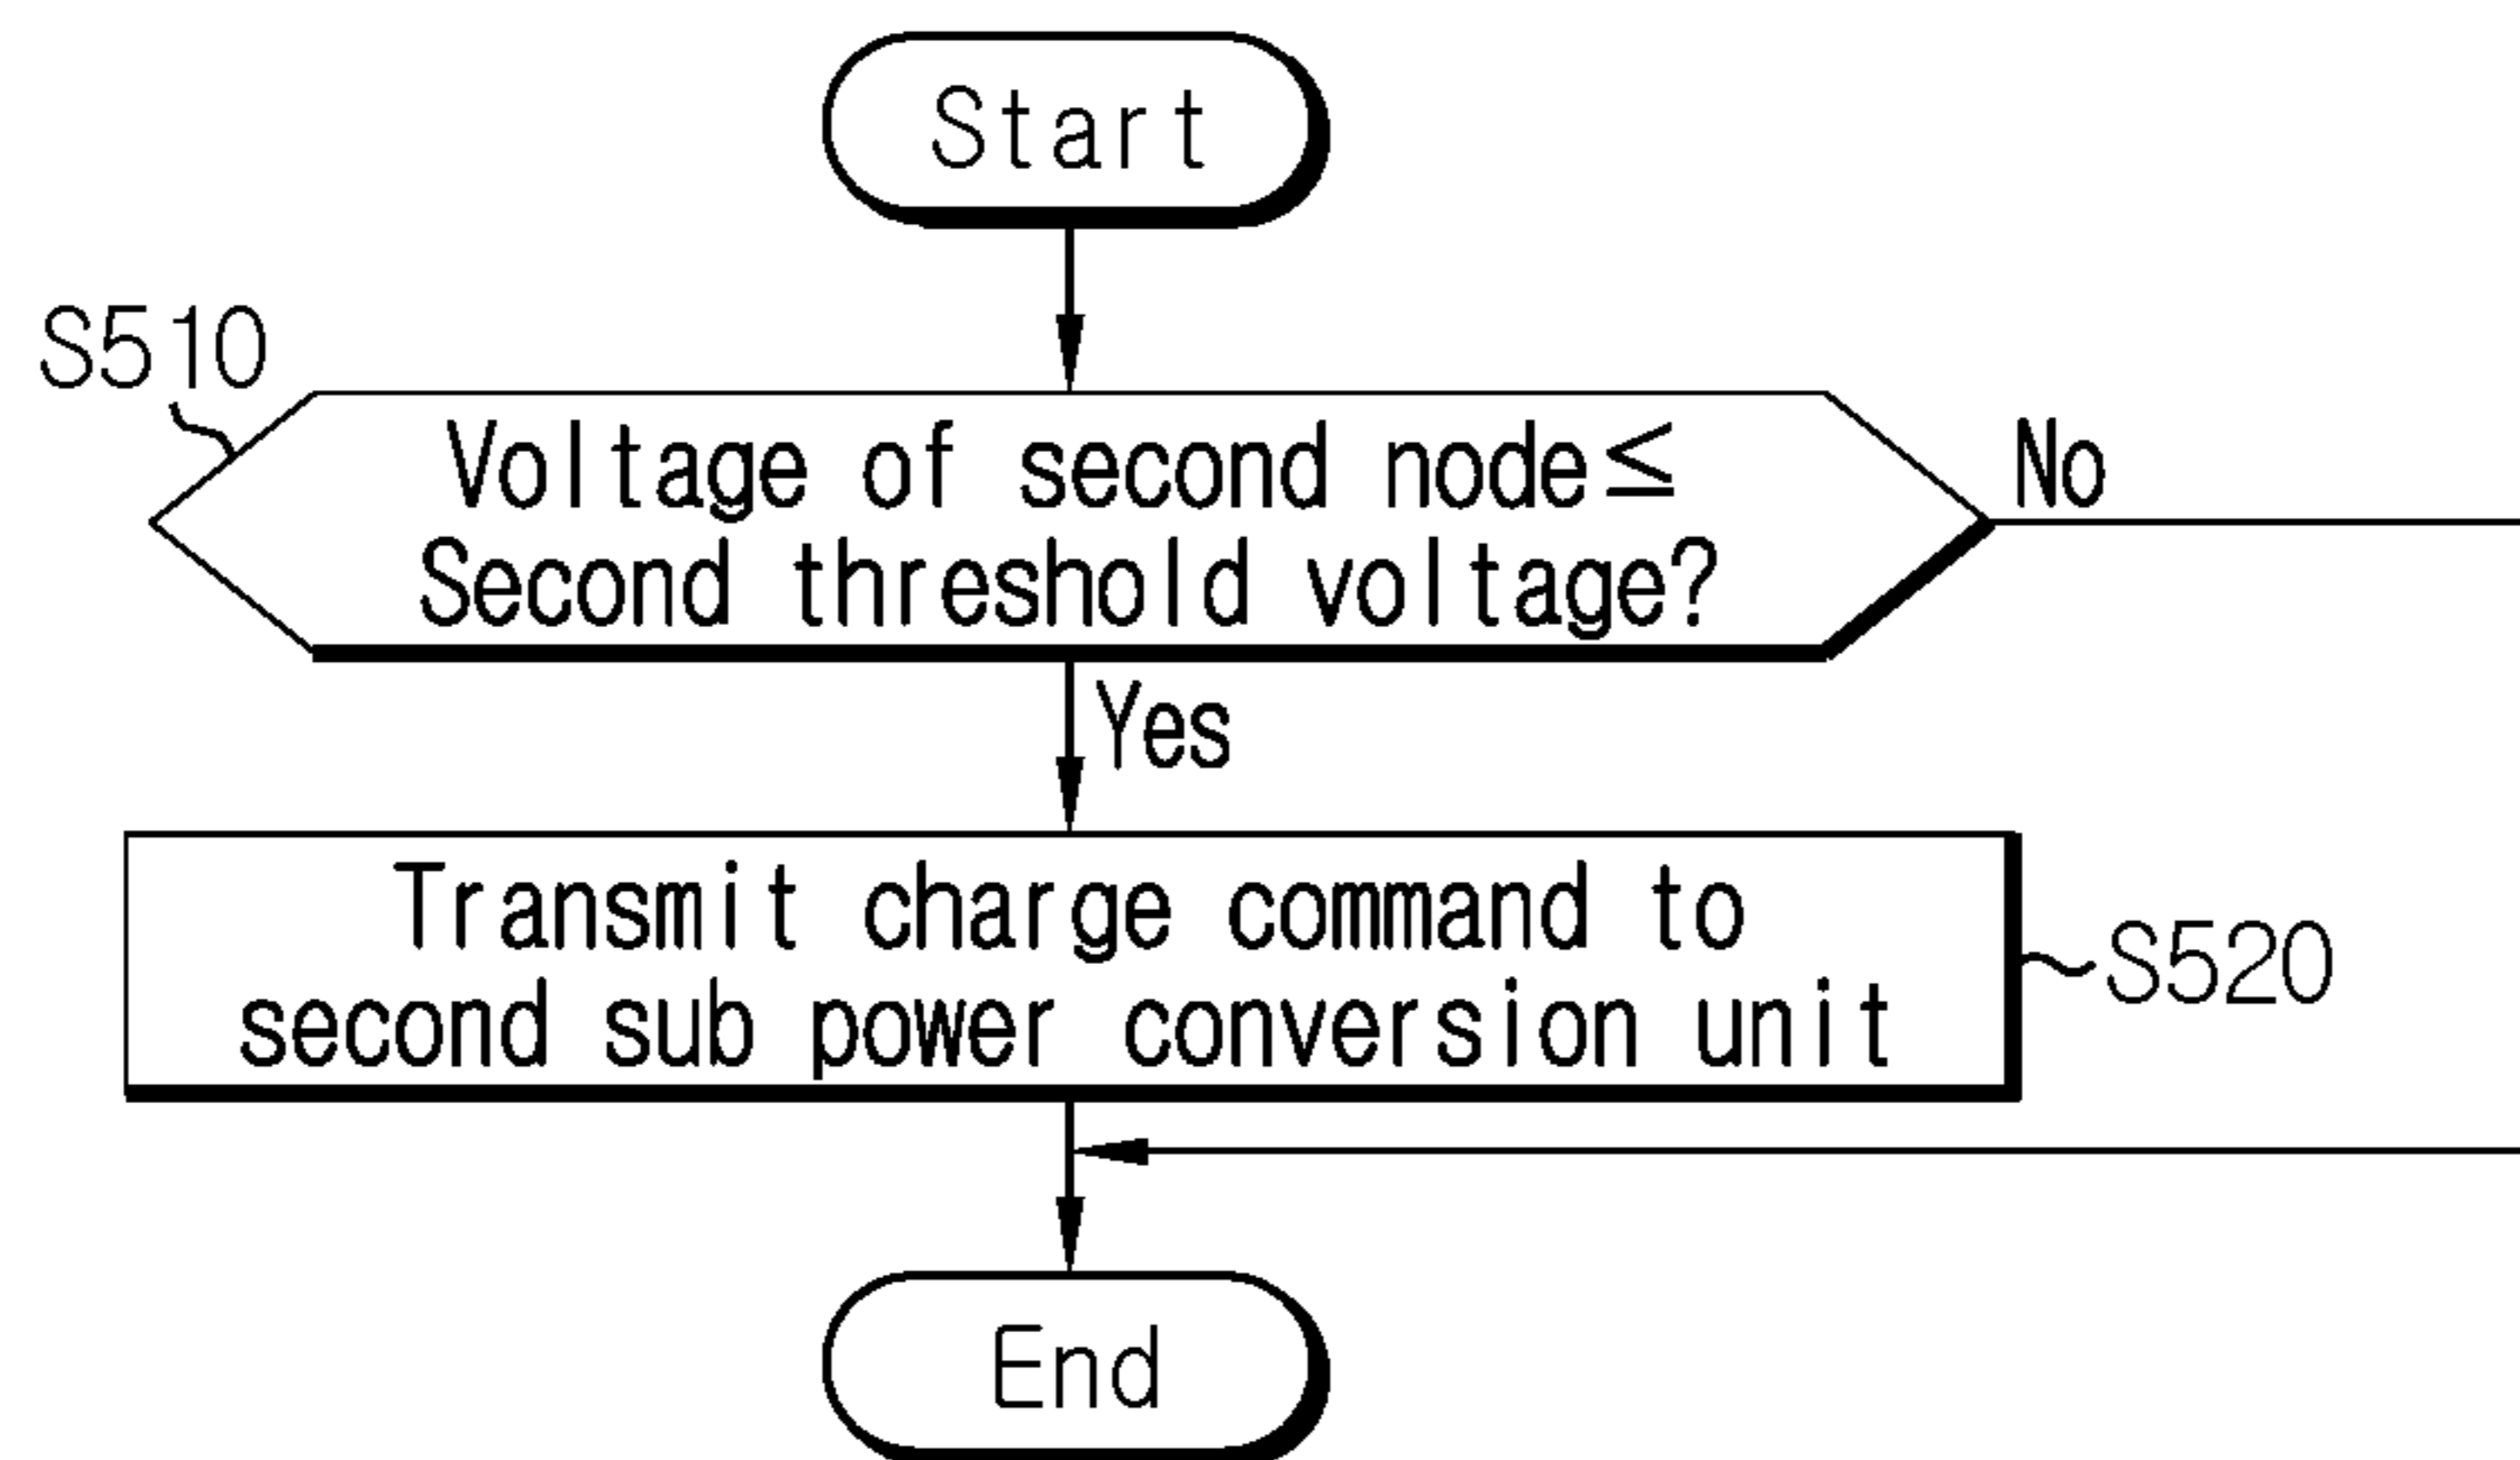 Start
S510
Voltage of second node≤
Second threshold voltage?
No
Yes
Transmit charge command to
second sub power conversion unit
S520
End